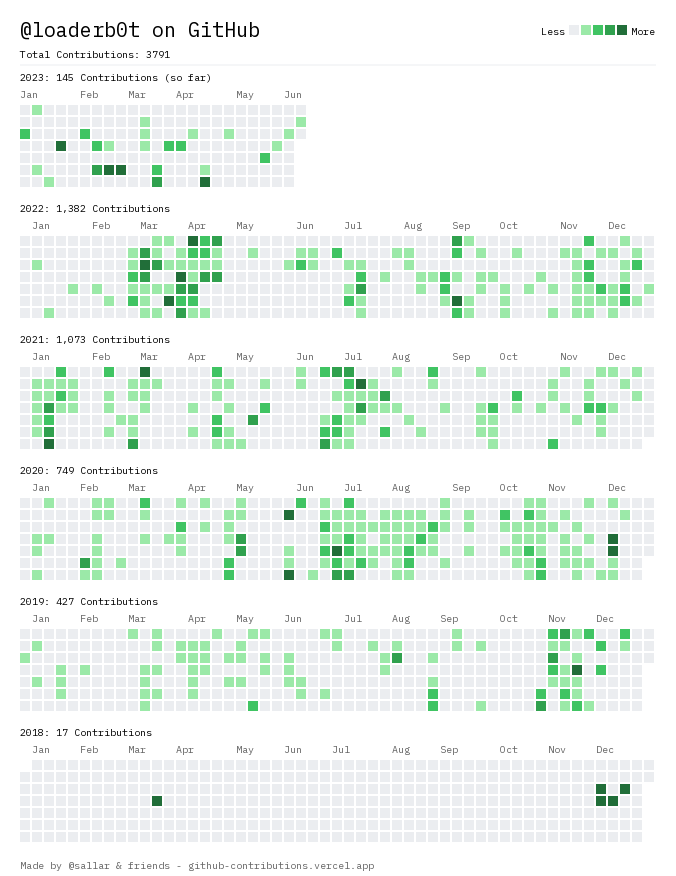 @loaderb0t on GitHub
Less More
Total Contributions: 3791
2023: 145 Contributions (so far)
Jan Feb Mar Apr May Jun
2022: 1,382 Contributions
Jan Feb Mar Apr May Jun Jul Aug Sep Oct Nov Dec
2021: 1,073 Contributions
Jan Feb Mar Apr May Jun Jul Aug Sep Oct Nov Dec
2020: 749 Contributions
Jan Feb Mar Apr May Jun Jul Aug Sep Oct Nov Dec
2019: 427 Contributions
Jan Feb Mar Apr May Jun Jul Aug Sep Oct Nov Dec
2018: 17 Contributions
Jan Feb Mar Apr May Jun Jul Aug Sep Oct Nov Dec
Made by @sallar & friends - github-contributions.vercel.app